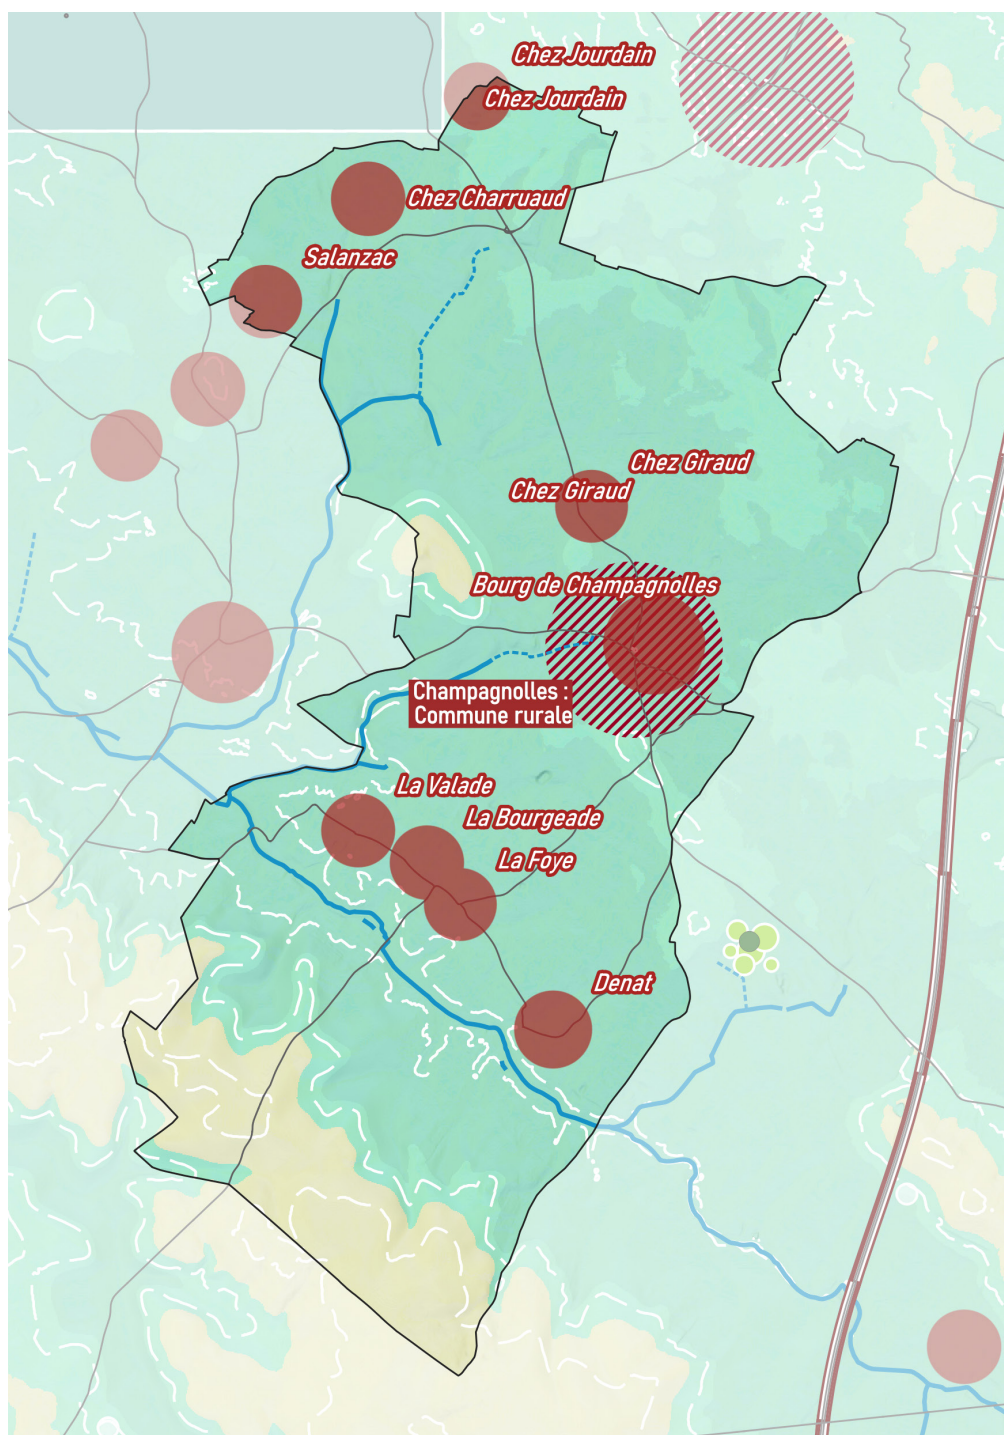 Chez Jourdain
Chez Jourdain
Chez Charruaud
Salanzac
Chez Giraud
Chez Giraud
Bourg de Champagnolles
Champagnolles :
Commune rurale
La Valade
La Bourgeade
La Foye
Denat